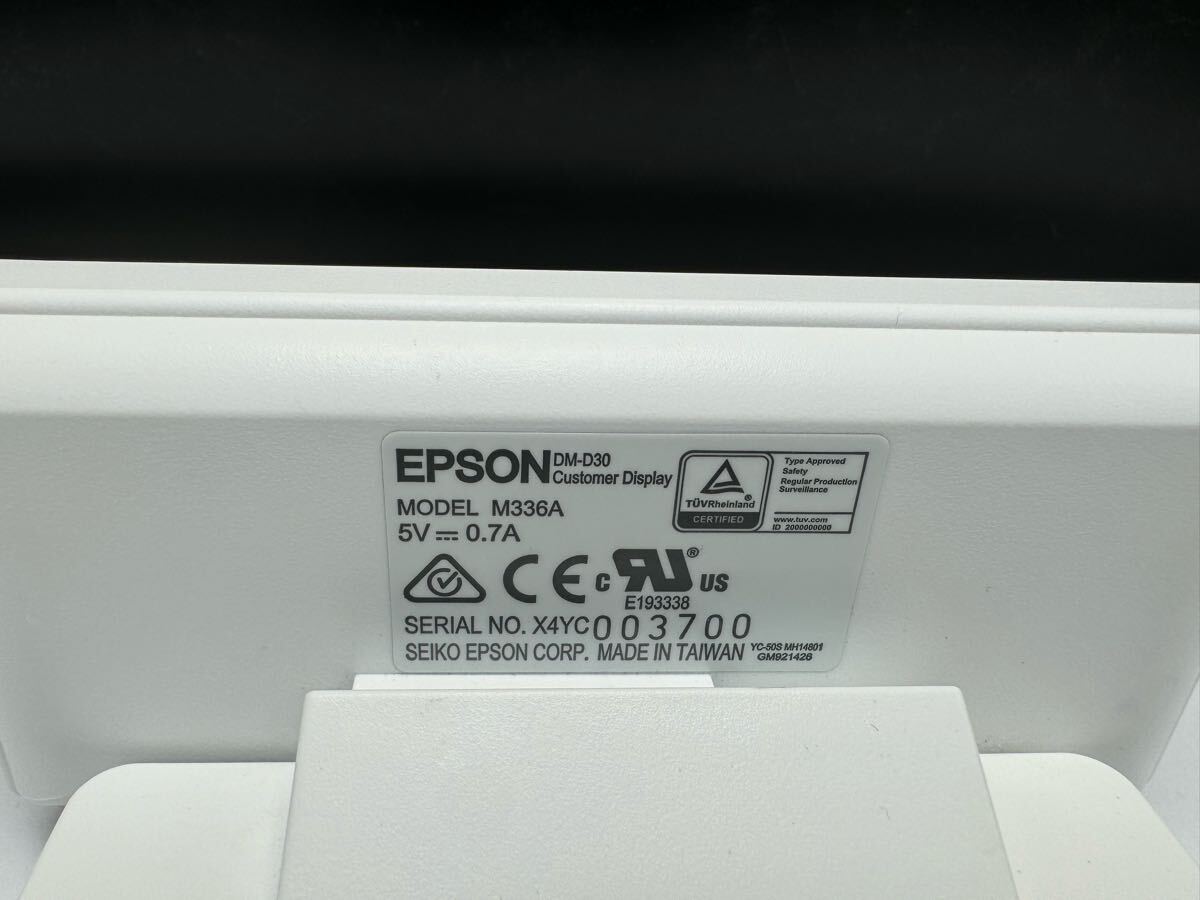 EPSON DM-D30
Customer Display
MODEL M336A
5V ⎓ 0.7A
TÜVRheinland®
CERTIFIED
Type Approved
Safety
Regular Production
Surveillance
www.tuv.com
ID 2000000000
CE c RU® US
E193338
SERIAL NO. X4YC003700
SEIKO EPSON CORP. MADE IN TAIWAN
YC-50S MH14801
GM921426